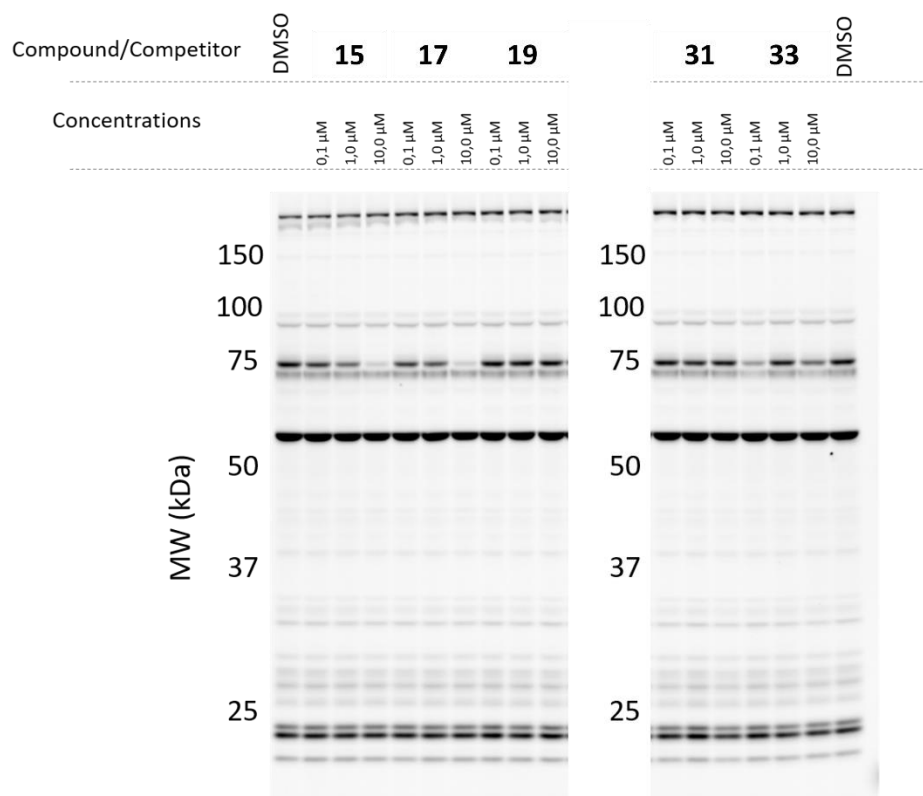 Compound/Competitor DMSO 15 17 19 31 33 DMSO
Concentrations 0,1 µM 1,0 µM 10,0 µM 0,1 µM 1,0 µM 10,0 µM 0,1 µM 1,0 µM 10,0 µM 0,1 µM 1,0 µM 10,0 µM 0,1 µM 1,0 µM 10,0 µM
150 150
100 100
75 75
50 50
MW (kDa)
37 37
25 25